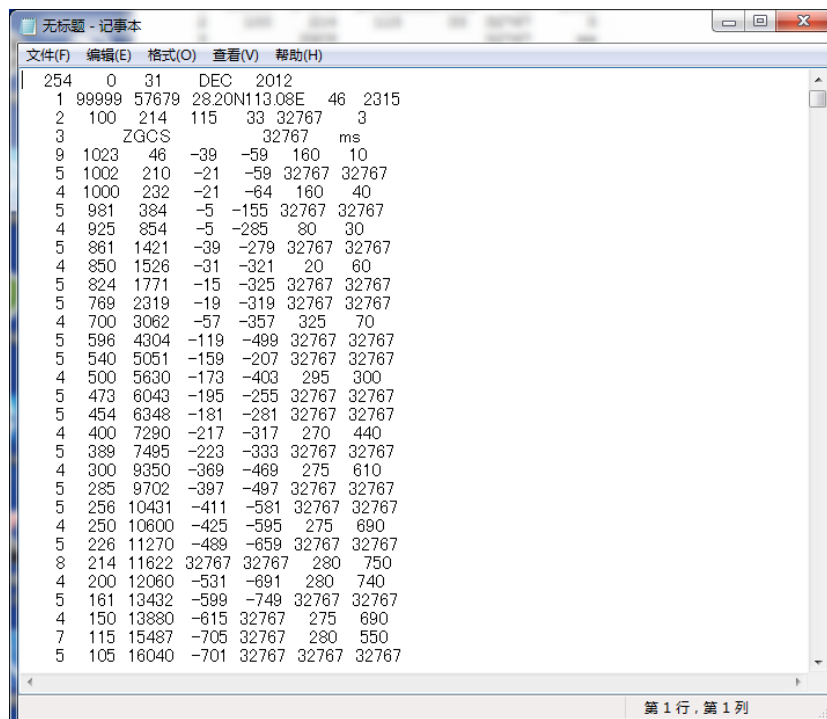 无标题 - 记事本
文件(F) 编辑(E) 格式(O) 查看(V) 帮助(H)
254 0 31 DEC 2012
1 99999 57679 28.20N113.08E 46 2315
2 100 214 115 33 32767 3
3 ZGCS 32767 ms
9 1023 46 -39 -59 160 10
5 1002 210 -21 -59 32767 32767
4 1000 232 -21 -64 160 40
5 981 384 -5 -155 32767 32767
4 925 854 -5 -285 80 30
5 861 1421 -39 -279 32767 32767
4 850 1526 -31 -321 20 60
5 824 1771 -15 -325 32767 32767
5 769 2319 -19 -319 32767 32767
4 700 3062 -57 -357 325 70
5 596 4304 -119 -499 32767 32767
5 540 5051 -159 -207 32767 32767
4 500 5630 -173 -403 295 300
5 473 6043 -195 -255 32767 32767
5 454 6348 -181 -281 32767 32767
4 400 7290 -217 -317 270 440
5 389 7495 -223 -333 32767 32767
4 300 9350 -369 -469 275 610
5 285 9702 -397 -497 32767 32767
5 256 10431 -411 -581 32767 32767
4 250 10600 -425 -595 275 690
5 226 11270 -489 -659 32767 32767
8 214 11622 32767 32767 280 750
4 200 12060 -531 -691 280 740
5 161 13432 -599 -749 32767 32767
4 150 13880 -615 32767 275 690
7 115 15487 -705 32767 280 550
5 105 16040 -701 32767 32767 32767
第 1 行，第 1 列